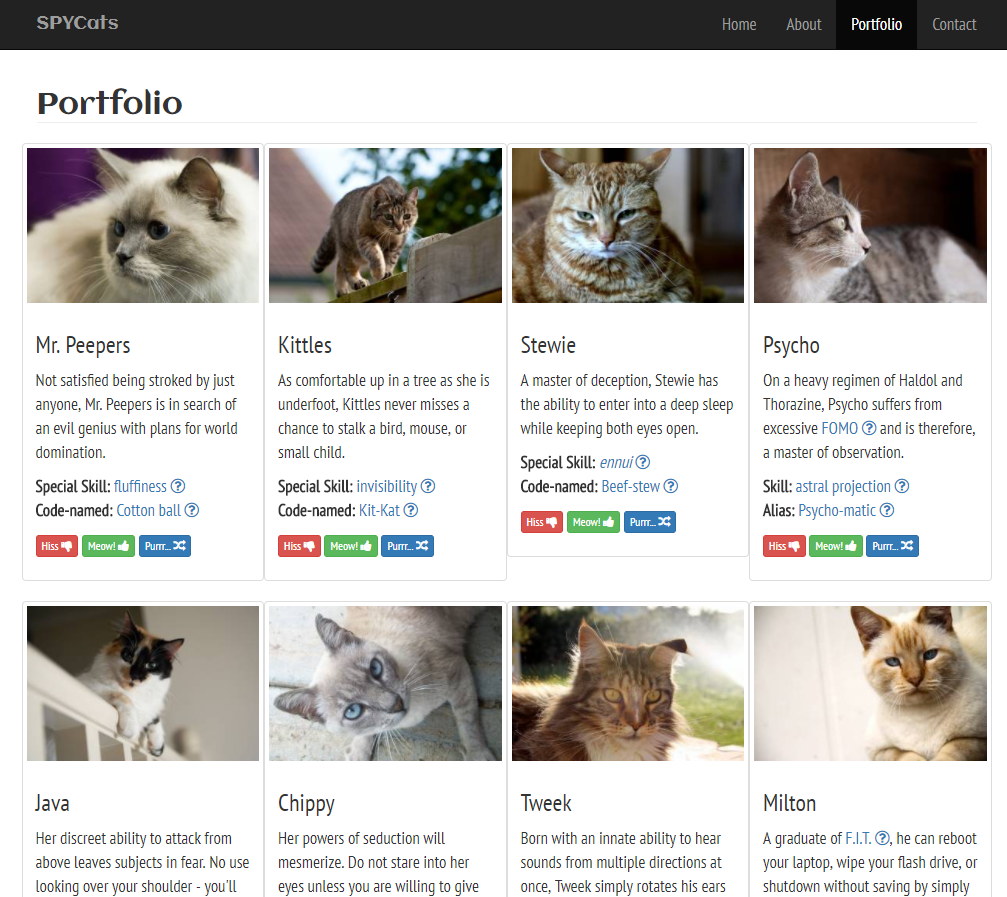 SPYCats
Home About Portfolio Contact
Portfolio
Mr. Peepers
Not satisfied being stroked by just
anyone, Mr. Peepers is in search of
an evil genius with plans for world
domination.
Special Skill: fluffiness
Code-named: Cotton ball
Hiss Meow! Purrr...
Kittles
As comfortable up in a tree as she is
underfoot, Kittles never misses a
chance to stalk a bird, mouse, or
small child.
Special Skill: invisibility
Code-named: Kit-Kat
Hiss Meow! Purrr...
Stewie
A master of deception, Stewie has
the ability to enter into a deep sleep
while keeping both eyes open.
Special Skill: ennui
Code-named: Beef-stew
Hiss Meow! Purrr...
Psycho
On a heavy regimen of Haldol and
Thorazine, Psycho suffers from
excessive FOMO and is therefore,
a master of observation.
Skill: astral projection
Alias: Psycho-matic
Hiss Meow! Purrr...
Java
Her discreet ability to attack from
above leaves subjects in fear. No use
looking over your shoulder - you'll
Chippy
Her powers of seduction will
mesmerize. Do not stare into her
eyes unless you are willing to give
Tweek
Born with an innate ability to hear
sounds from multiple directions at
once, Tweek simply rotates his ears
Milton
A graduate of F.I.T. , he can reboot
your laptop, wipe your flash drive, or
shutdown without saving by simply